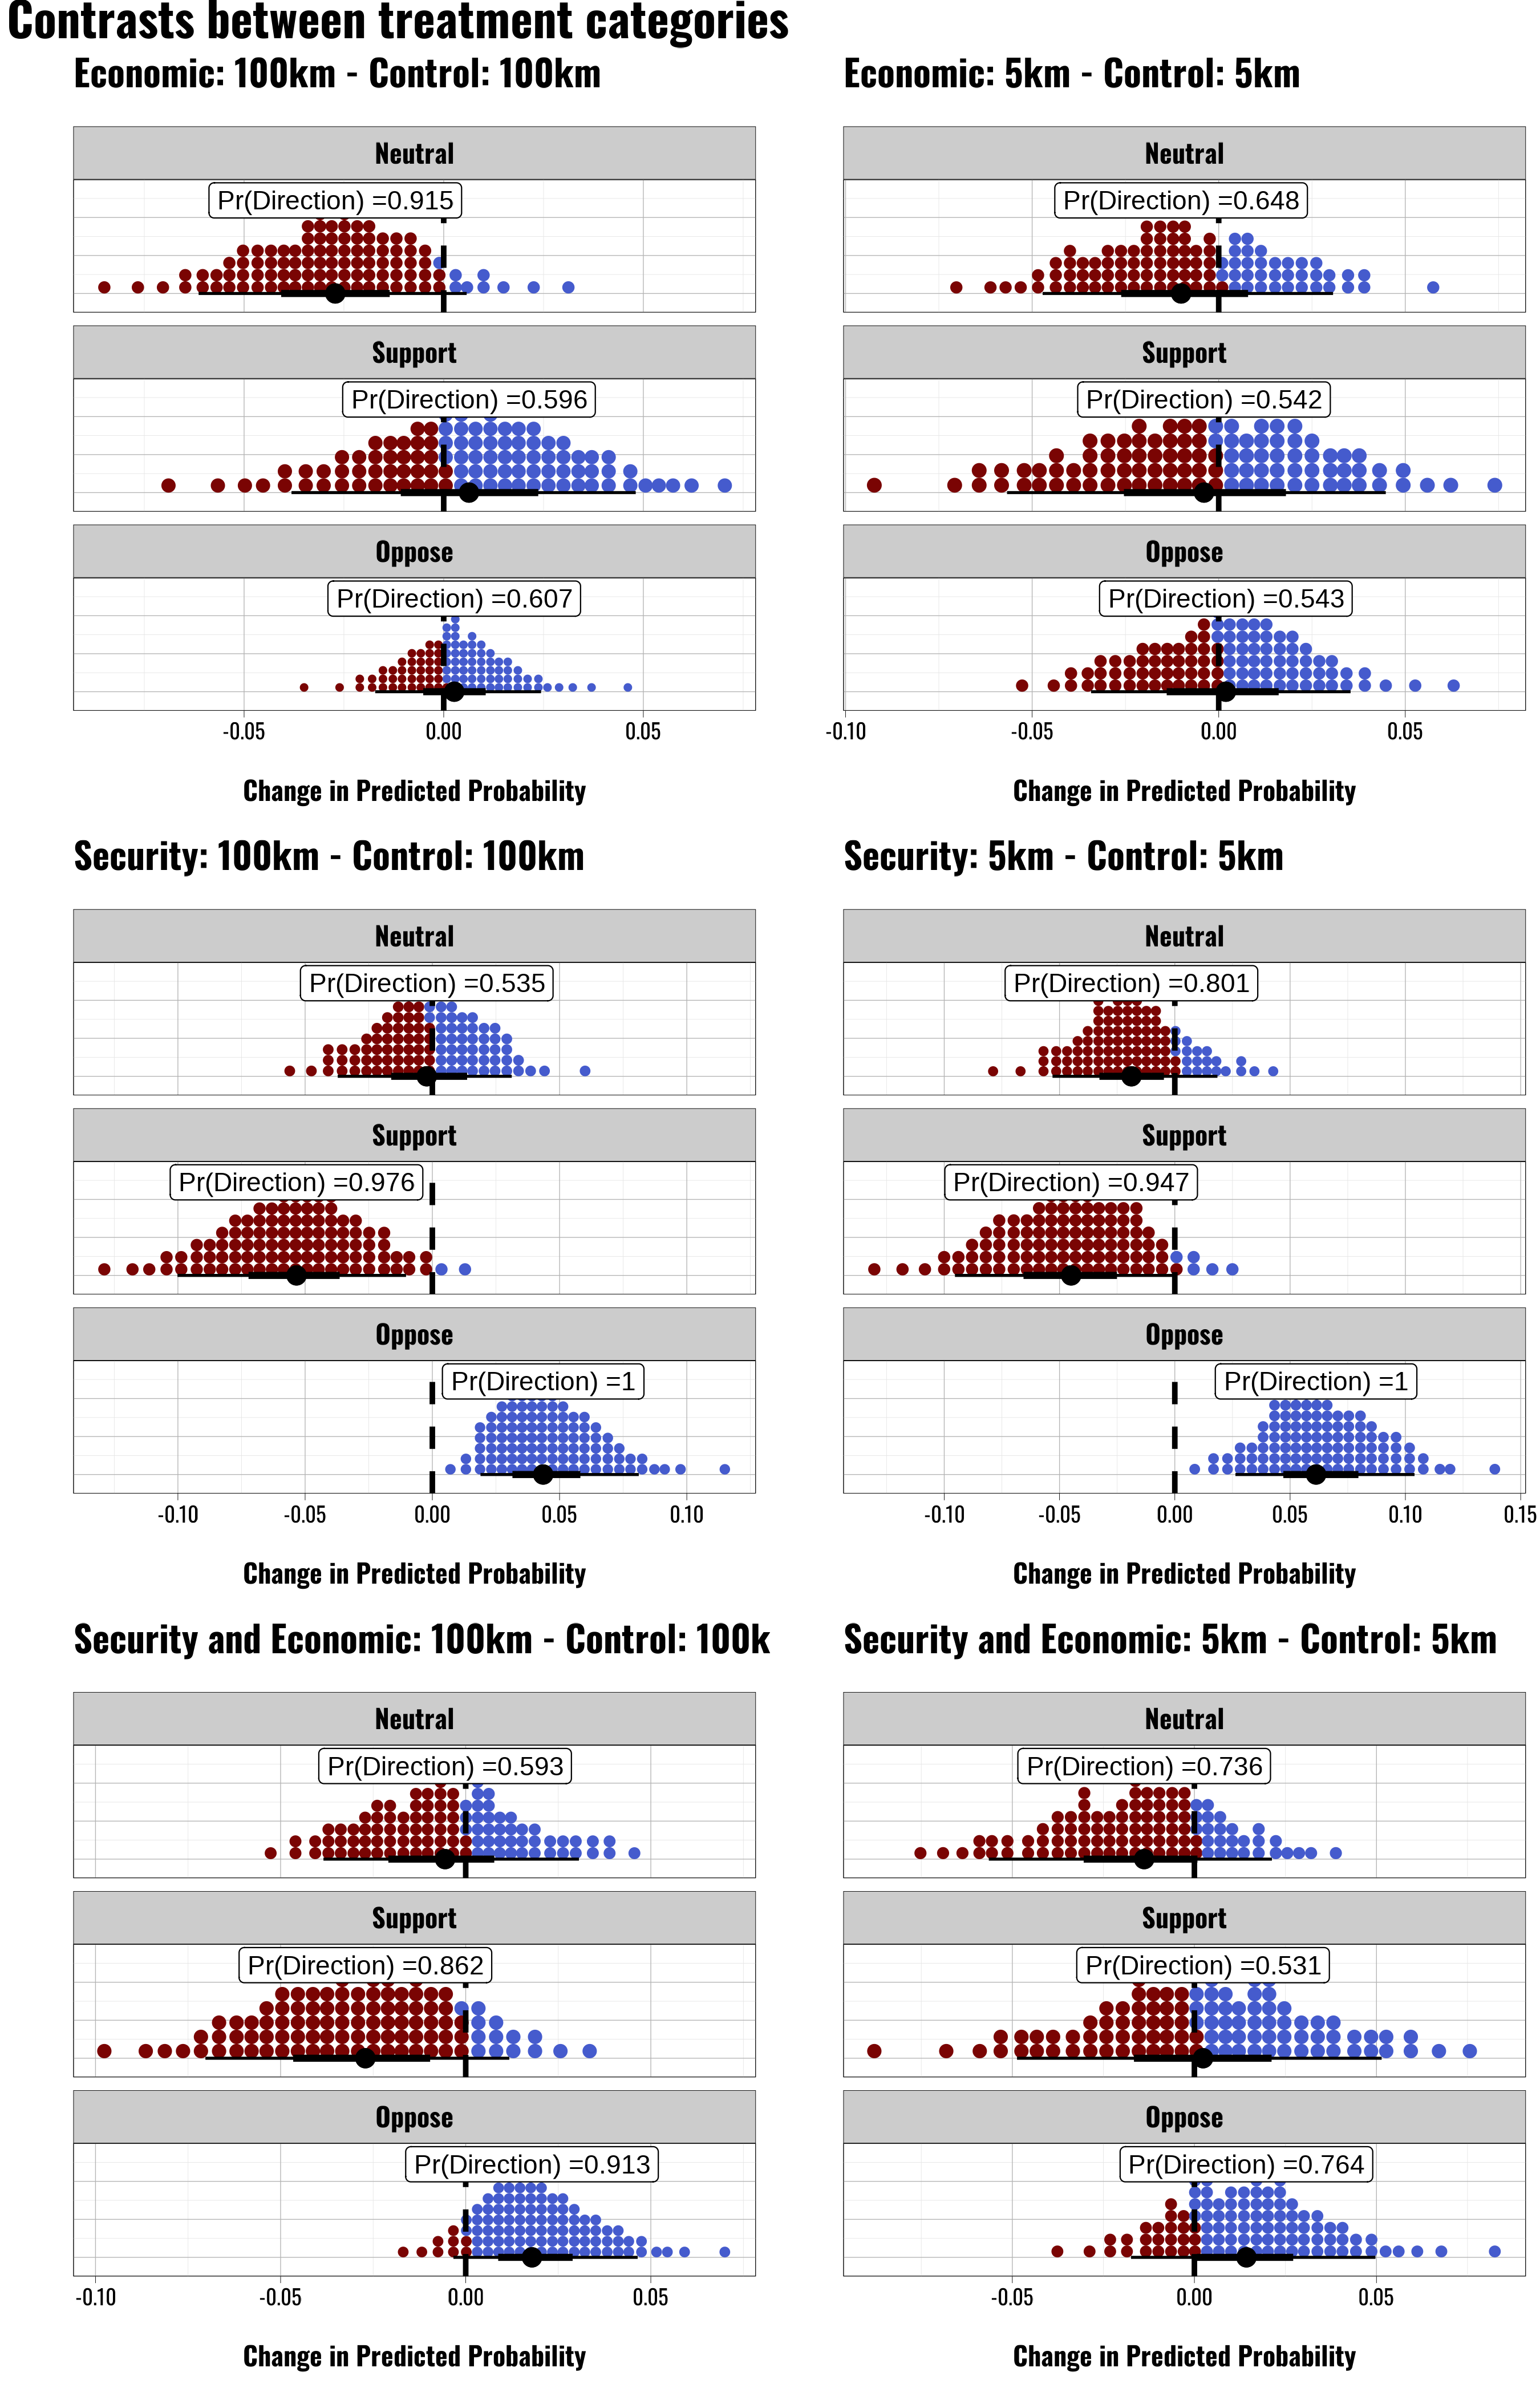 Contrasts between treatment categories
Economic: 100km - Control: 100km
Neutral
Pr(Direction) =0.915
Support
Pr(Direction) =0.596
Oppose
Pr(Direction) =0.607
-0.05 0.00 0.05
Change in Predicted Probability
Economic: 5km - Control: 5km
Neutral
Pr(Direction) =0.648
Support
Pr(Direction) =0.542
Oppose
Pr(Direction) =0.543
-0.10 -0.05 0.00 0.05
Change in Predicted Probability
Security: 100km - Control: 100km
Neutral
Pr(Direction) =0.535
Support
Pr(Direction) =0.976
Oppose
Pr(Direction) =1
-0.10 -0.05 0.00 0.05 0.10
Change in Predicted Probability
Security: 5km - Control: 5km
Neutral
Pr(Direction) =0.801
Support
Pr(Direction) =0.947
Oppose
Pr(Direction) =1
-0.10 -0.05 0.00 0.05 0.10 0.15
Change in Predicted Probability
Security and Economic: 100km - Control: 100k
Neutral
Pr(Direction) =0.593
Support
Pr(Direction) =0.862
Oppose
Pr(Direction) =0.913
-0.10 -0.05 0.00 0.05
Change in Predicted Probability
Security and Economic: 5km - Control: 5km
Neutral
Pr(Direction) =0.736
Support
Pr(Direction) =0.531
Oppose
Pr(Direction) =0.764
-0.05 0.00 0.05
Change in Predicted Probability